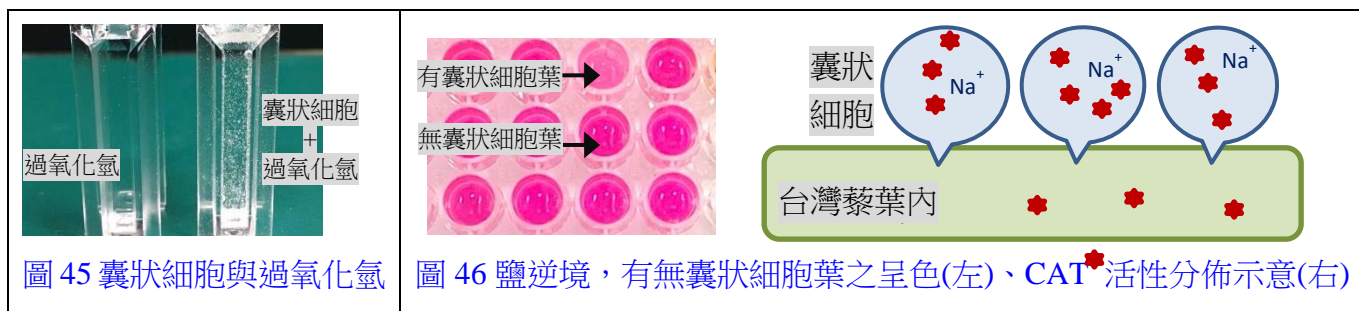 過氧化氫
囊狀細胞
+
過氧化氫
圖 45 囊狀細胞與過氧化氫
有囊狀細胞葉
無囊狀細胞葉
囊狀
細胞
Na+
Na+
Na+
台灣藜葉內
圖 46 鹽逆境，有無囊狀細胞葉之呈色(左)、CAT 活性分佈示意(右)